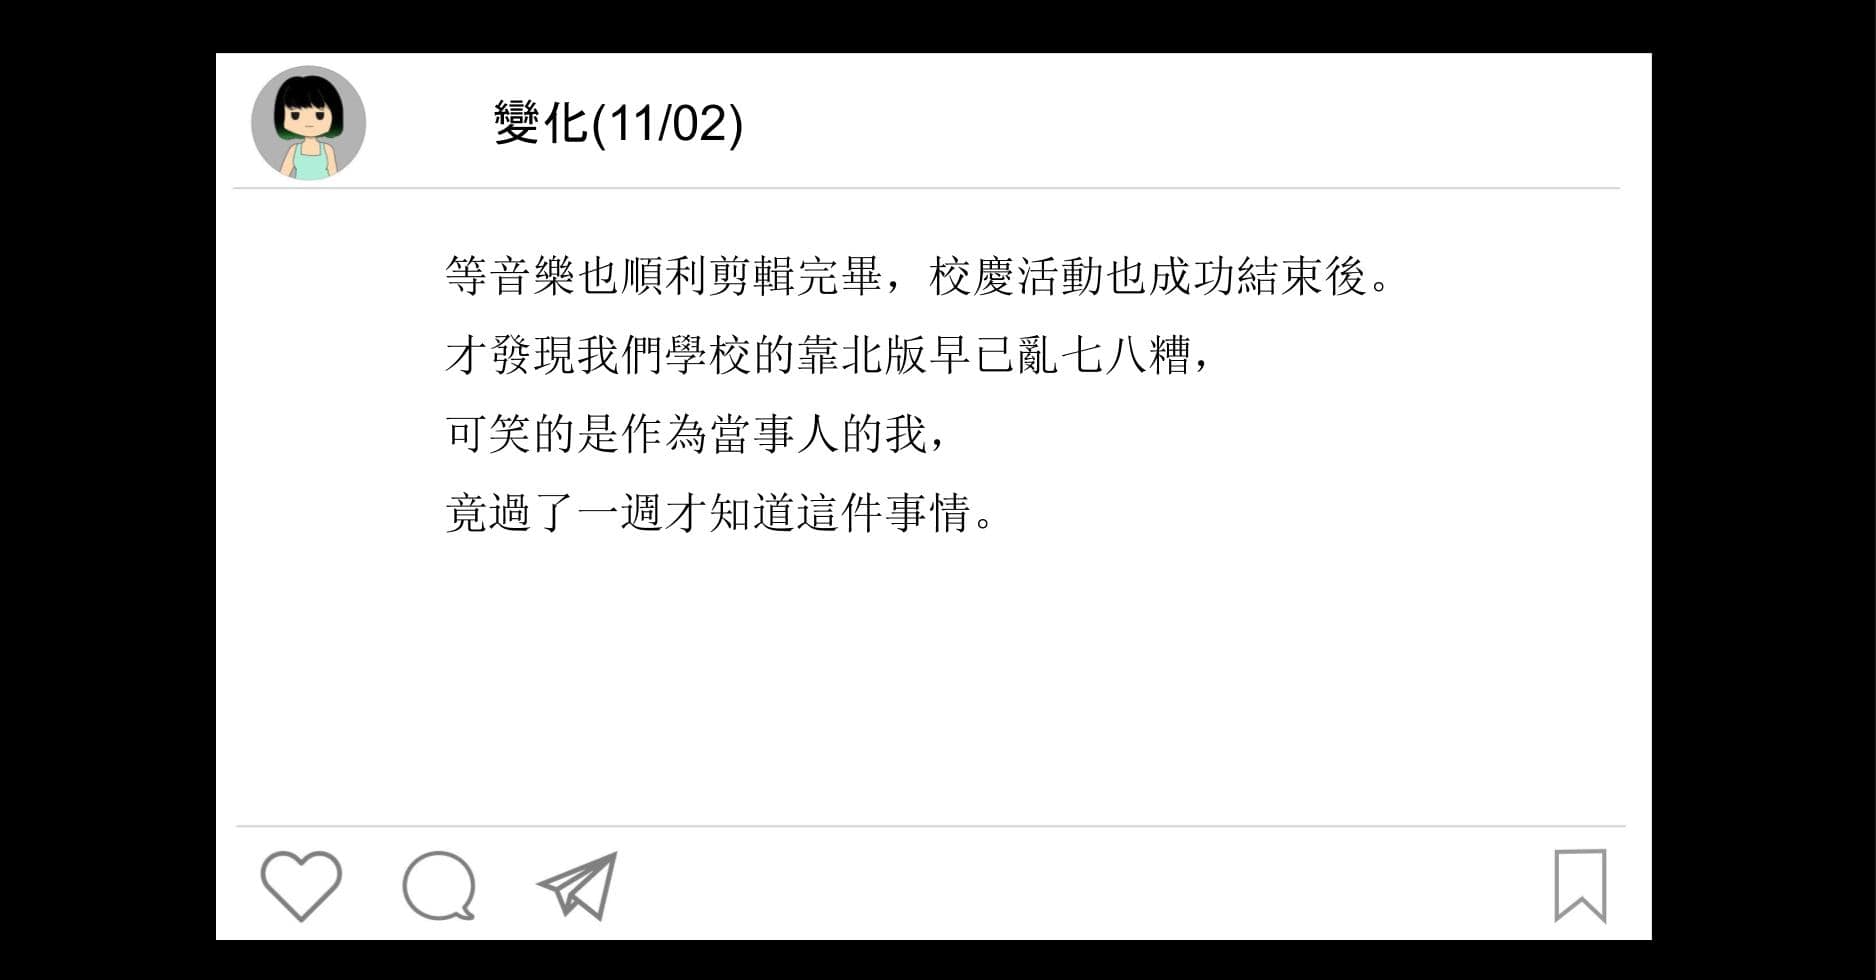 變化(11/02)
等音樂也順利剪輯完畢，校慶活動也成功結束後。
才發現我們學校的靠北版早已亂七八糟，
可笑的是作為當事人的我，
竟過了一週才知道這件事情。